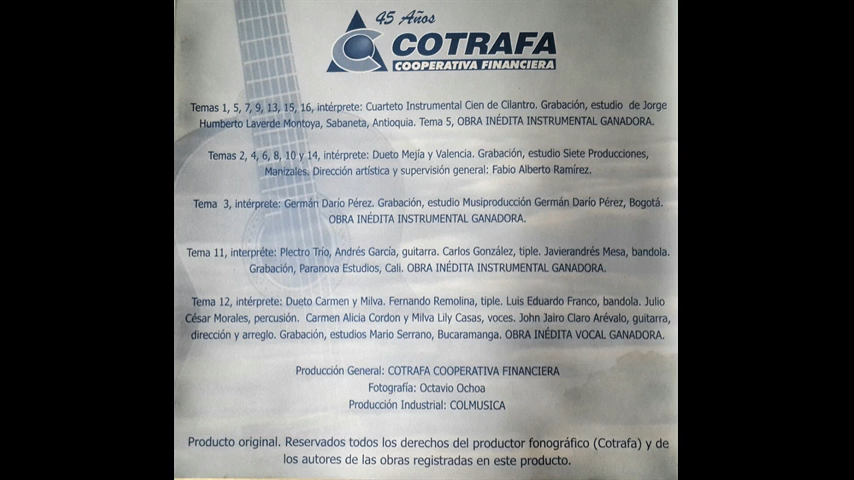 45 Años
COTRAFA
COOPERATIVA FINANCIERA
Temas 1, 5, 7, 9, 13, 15, 16, intérprete: Cuarteto Instrumental Cien de Cilantro. Grabación, estudio de Jorge
Humberto Laverde Montoya, Sabaneta, Antioquia. Tema 5, OBRA INÉDITA INSTRUMENTAL GANADORA.
Temas 2, 4, 6, 8, 10 y 14, intérprete: Dueto Mejía y Valencia. Grabación, estudio Siete Producciones,
Manizales. Dirección artística y supervisión general: Fabio Alberto Ramírez.
Tema 3, intérprete: Germán Darío Pérez. Grabación, estudio Musiproducción Germán Darío Pérez, Bogotá.
OBRA INÉDITA INSTRUMENTAL GANADORA.
Tema 11, intérpréte: Plectro Trío, Andrés García, guitarra. Carlos González, tiple. Javierandrés Mesa, bandola.
Grabación, Paranova Estudios, Cali. OBRA INÉDITA INSTRUMENTAL GANADORA.
Tema 12, intérprete: Dueto Carmen y Milva. Fernando Remolina, tiple. Luis Eduardo Franco, bandola. Julio
César Morales, percusión. Carmen Alicia Cordon y Milva Lily Casas, voces. John Jairo Claro Arévalo, guitarra,
dirección y arreglo. Grabación, estudios Mario Serrano, Bucaramanga. OBRA INÉDITA VOCAL GANADORA.
Producción General: COTRAFA COOPERATIVA FINANCIERA
Fotografía: Octavio Ochoa
Producción Industrial: COLMUSICA
Producto original. Reservados todos los derechos del productor fonográfico (Cotrafa) y de
los autores de las obras registradas en este producto.